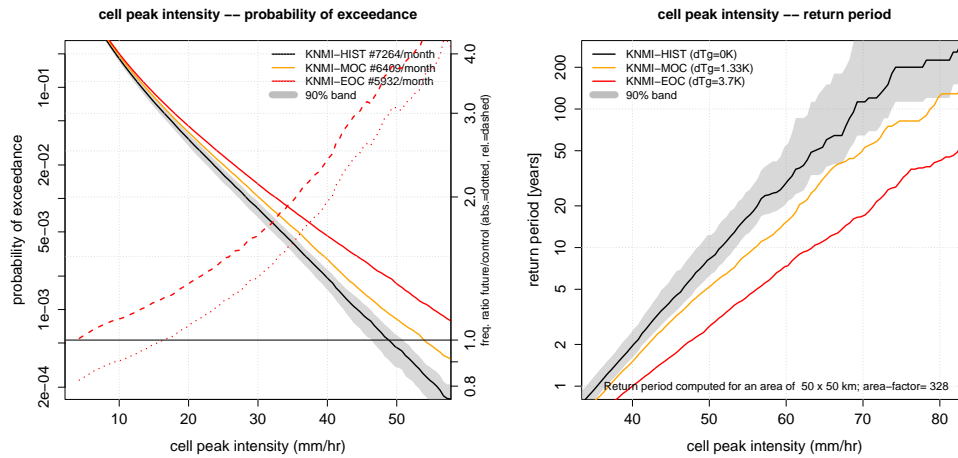 cell peak intensity −− probability of exceedance
KNMI−HIST #7264/month
KNMI−MOC #6469/month
KNMI−EOC #5932/month
90% band
probability of exceedance
1e−01
2e−02
5e−03
1e−03
2e−04
10 20 30 40 50
cell peak intensity (mm/hr)
4.0
3.0
2.0
1.0
0.8
freq. ratio future/control (abs.=dotted, rel.=dashed)
cell peak intensity −− return period
KNMI−HIST (dTg=0K)
KNMI−MOC (dTg=1.33K)
KNMI−EOC (dTg=3.7K)
90% band
return period [years]
200
100
50
20
10
5
2
1
Return period computed for an area of 50 x 50 km; area−factor= 328
40 50 60 70 80
cell peak intensity (mm/hr)